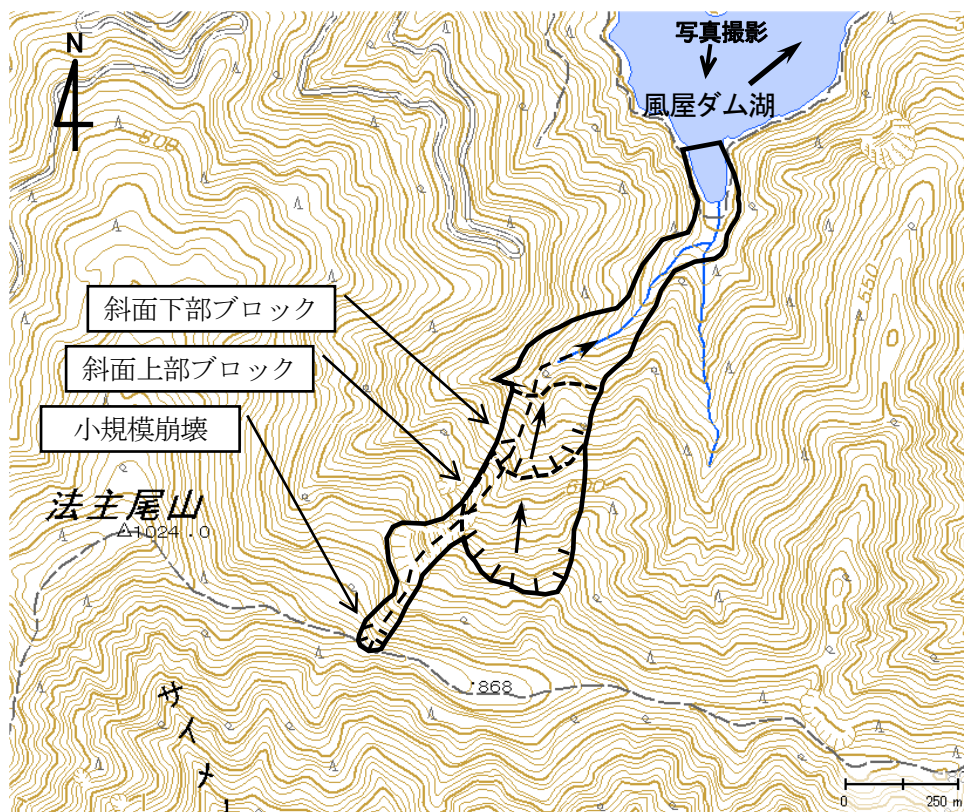 写真撮影
N
風屋ダム湖
800
550
斜面下部ブロック
斜面上部ブロック
小規模崩壊
法主尾山
1024.0
868
サイメ
0
250 m